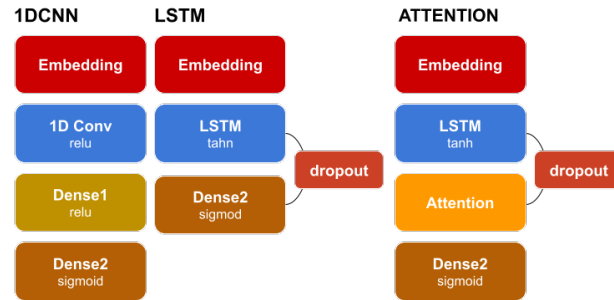 1DCNN
Embedding
1D Conv
relu
Dense1
relu
Dense2
sigmoid
LSTM
Embedding
LSTM
tahn
Dense2
sigmod
dropout
ATTENTION
Embedding
LSTM
tanh
Attention
Dense2
sigmoid
dropout